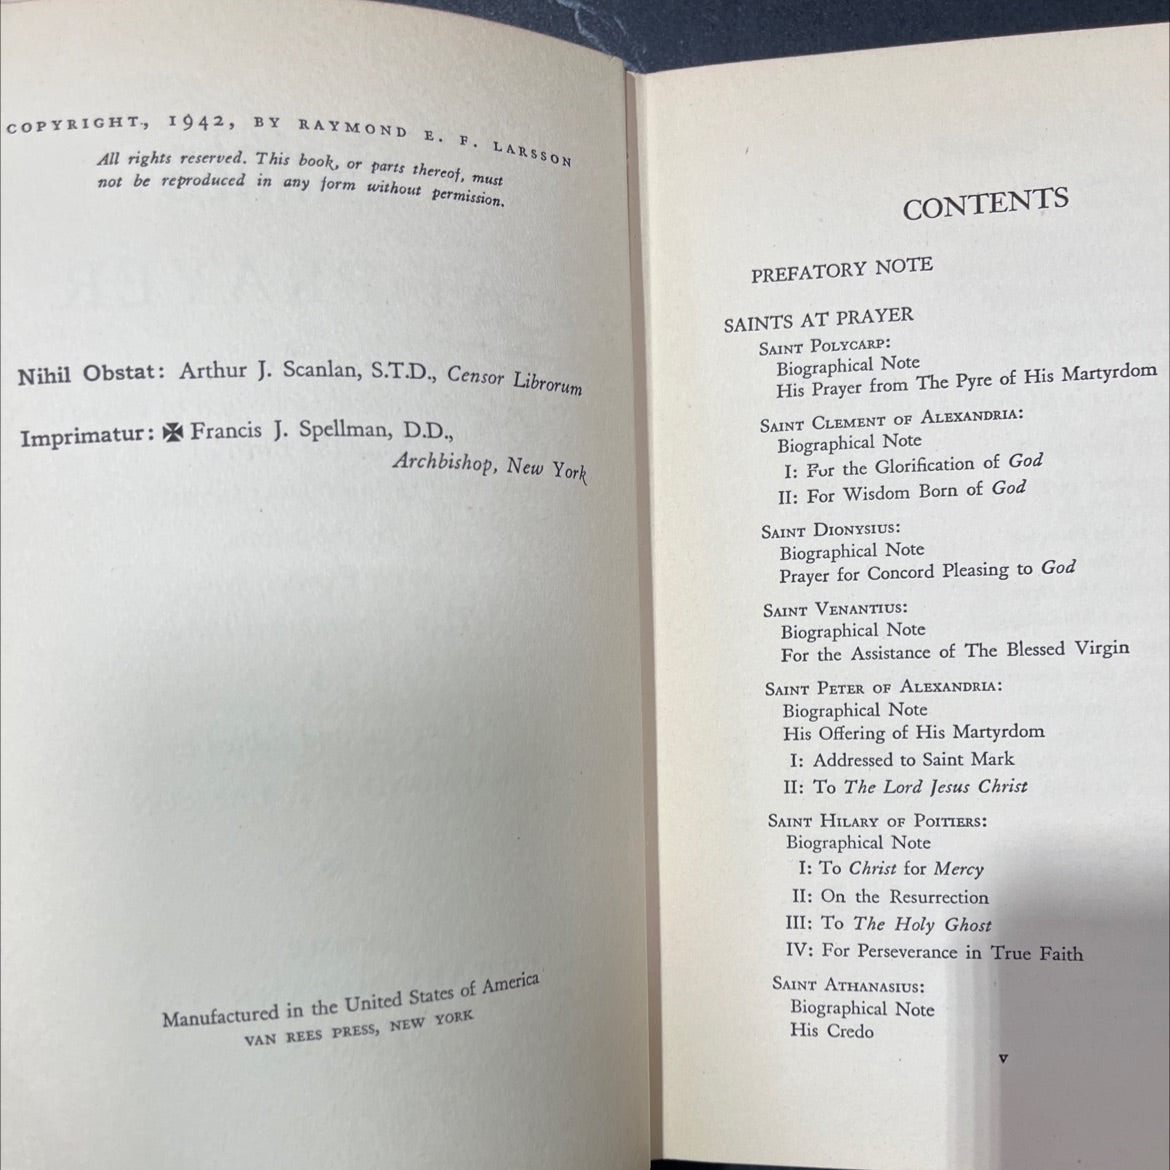 COPYRIGHT, 1942, BY RAYMOND E. F. LARSSON
All rights reserved. This book, or parts thereof, must
not be reproduced in any form without permission.
Nihil Obstat: Arthur J. Scanlan, S.T.D., Censor Librorum
Imprimatur: ✠ Francis J. Spellman, D.D.,
Archbishop, New York
Manufactured in the United States of America
VAN REES PRESS, NEW YORK
CONTENTS
PREFATORY NOTE
SAINTS AT PRAYER
SAINT POLYCARP:
Biographical Note
His Prayer from The Pyre of His Martyrdom
SAINT CLEMENT OF ALEXANDRIA:
Biographical Note
I: For the Glorification of God
II: For Wisdom Born of God
SAINT DIONYSIUS:
Biographical Note
Prayer for Concord Pleasing to God
SAINT VENANTIUS:
Biographical Note
For the Assistance of The Blessed Virgin
SAINT PETER OF ALEXANDRIA:
Biographical Note
His Offering of His Martyrdom
I: Addressed to Saint Mark
II: To The Lord Jesus Christ
SAINT HILARY OF POITIERS:
Biographical Note
I: To Christ for Mercy
II: On the Resurrection
III: To The Holy Ghost
IV: For Perseverance in True Faith
SAINT ATHANASIUS:
Biographical Note
His Credo
v